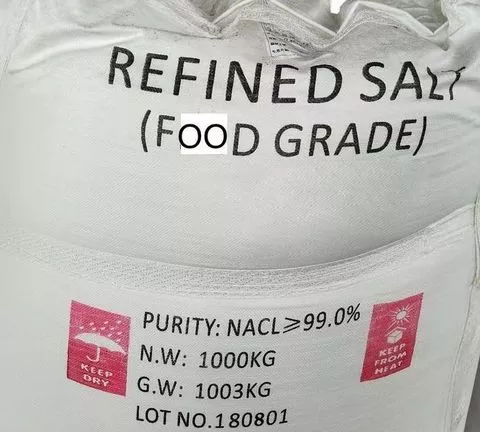 REFINED SALT
(FOOD GRADE)
PURITY: NACL≥99.0%
N.W: 1000KG
G.W: 1003KG
LOT NO.180801
KEEP
DRY
KEEP
FROM
HEAT